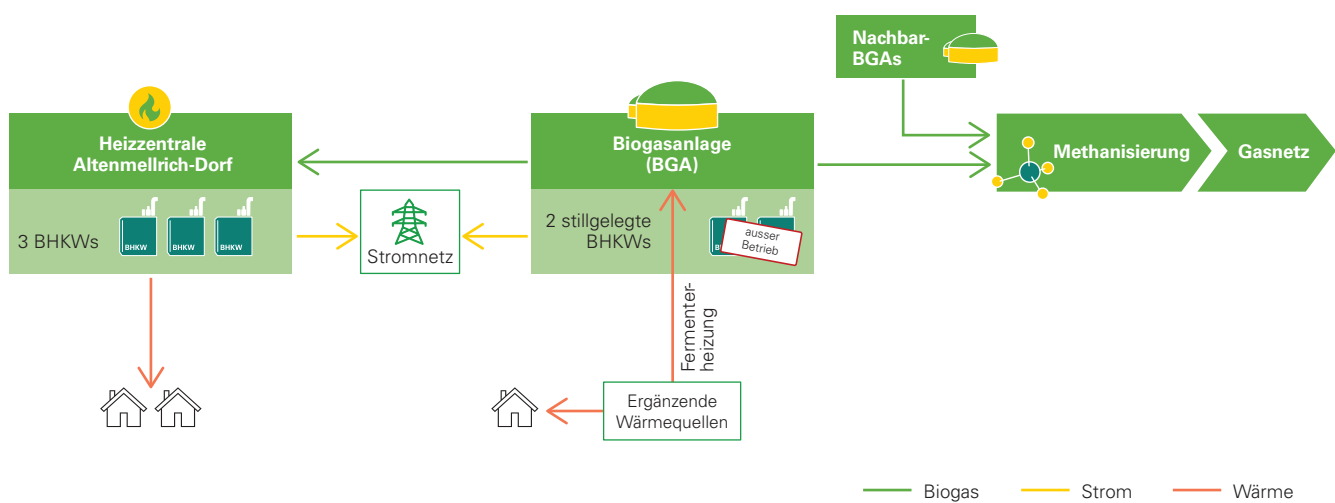 Nachbar-
BGAs
Heizzentrale
Altenmellrich-Dorf
Biogasanlage
(BGA)
Methanisierung
Gasnetz
3 BHKWs
BHKW
BHKW
BHKW
Stromnetz
2 stillgelegte
BHKWs
ausser
Betrieb
Fermenter-
heizung
Ergänzende
Wärmequellen
Biogas
Strom
Wärme